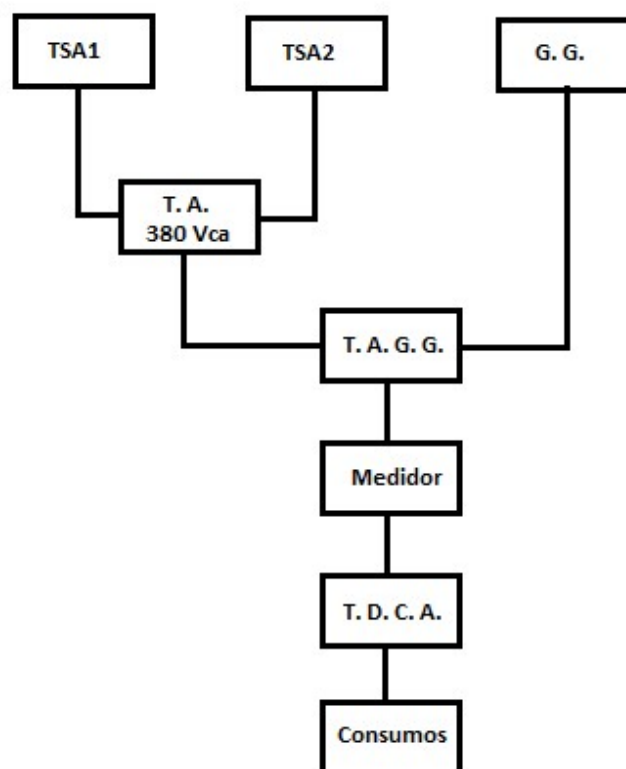 TSA1
TSA2
G. G.
T. A.
380 Vca
T. A. G. G.
Medidor
T. D. C. A.
Consumos